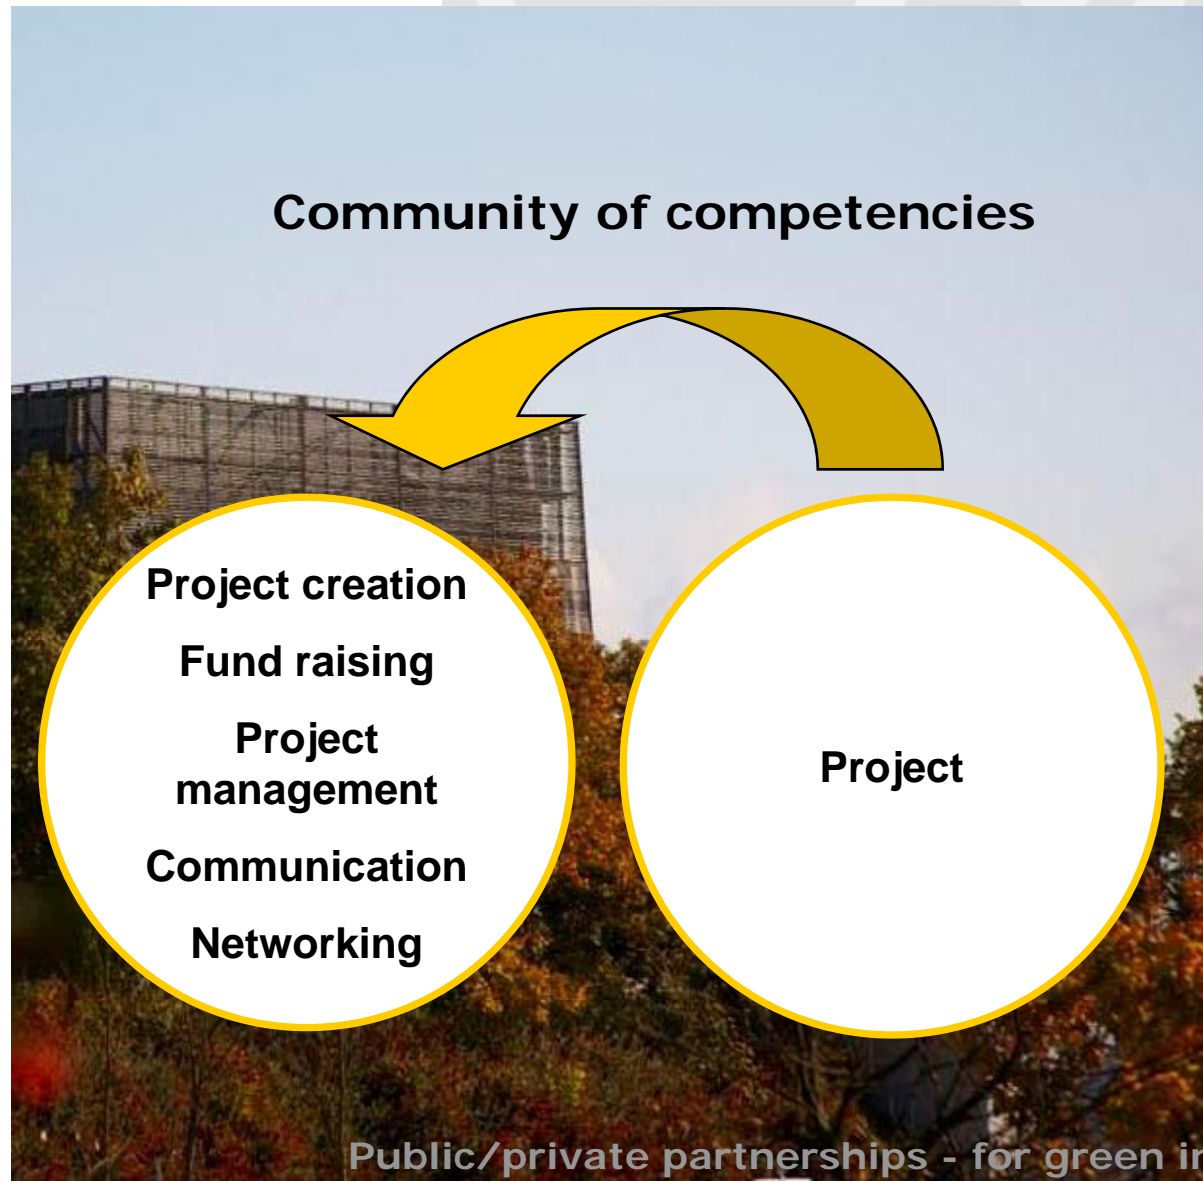 Community of competencies
Project creation
Fund raising
Project
management
Communication
Networking
Project
Public/private partnerships - for green